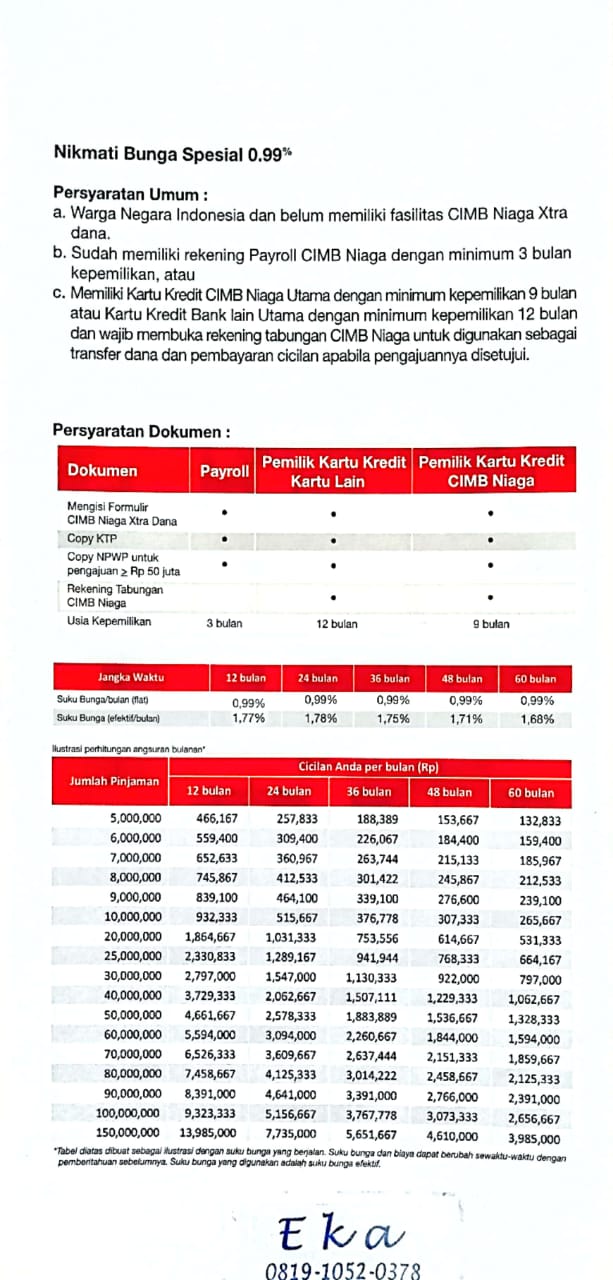 Nikmati Bunga Spesial 0.99%
Persyaratan Umum :
a. Warga Negara Indonesia dan belum memiliki fasilitas CIMB Niaga Xtra
dana.
b. Sudah memiliki rekening Payroll CIMB Niaga dengan minimum 3 bulan
kepemilikan, atau
c. Memiliki Kartu Kredit CIMB Niaga Utama dengan minimum kepemilikan 9 bulan
atau Kartu Kredit Bank lain Utama dengan minimum kepemilikan 12 bulan
dan wajib membuka rekening tabungan CIMB Niaga untuk digunakan sebagai
transfer dana dan pembayaran cicilan apabila pengajuannya disetujui.
Persyaratan Dokumen :
Dokumen Payroll Pemilik Kartu Kredit Kartu Lain Pemilik Kartu Kredit CIMB Niaga
Mengisi Formulir
CIMB Niaga Xtra Dana • • •
Copy KTP • • •
Copy NPWP untuk
pengajuan ≥ Rp 50 juta • • •
Rekening Tabungan
CIMB Niaga • •
Usia Kepemilikan 3 bulan 12 bulan 9 bulan
Jangka Waktu 12 bulan 24 bulan 36 bulan 48 bulan 60 bulan
Suku Bunga/bulan (flat) 0,99% 0,99% 0,99% 0,99% 0,99%
Suku Bunga (efektif/bulan) 1,77% 1,78% 1,75% 1,71% 1,68%
Ilustrasi perhitungan angsuran bulanan*
Jumlah Pinjaman Cicilan Anda per bulan (Rp)
12 bulan 24 bulan 36 bulan 48 bulan 60 bulan
5,000,000 466,167 257,833 188,389 153,667 132,833
6,000,000 559,400 309,400 226,067 184,400 159,400
7,000,000 652,633 360,967 263,744 215,133 185,967
8,000,000 745,867 412,533 301,422 245,867 212,533
9,000,000 839,100 464,100 339,100 276,600 239,100
10,000,000 932,333 515,667 376,778 307,333 265,667
20,000,000 1,864,667 1,031,333 753,556 614,667 531,333
25,000,000 2,330,833 1,289,167 941,944 768,333 664,167
30,000,000 2,797,000 1,547,000 1,130,333 922,000 797,000
40,000,000 3,729,333 2,062,667 1,507,111 1,229,333 1,062,667
50,000,000 4,661,667 2,578,333 1,883,889 1,536,667 1,328,333
60,000,000 5,594,000 3,094,000 2,260,667 1,844,000 1,594,000
70,000,000 6,526,333 3,609,667 2,637,444 2,151,333 1,859,667
80,000,000 7,458,667 4,125,333 3,014,222 2,458,667 2,125,333
90,000,000 8,391,000 4,641,000 3,391,000 2,766,000 2,391,000
100,000,000 9,323,333 5,156,667 3,767,778 3,073,333 2,656,667
150,000,000 13,985,000 7,735,000 5,651,667 4,610,000 3,985,000
*Tabel diatas dibuat sebagai ilustrasi dengan suku bunga yang berjalan. Suku bunga dan biaya dapat berubah sewaktu-waktu dengan
pemberitahuan sebelumnya. Suku bunga yang digunakan adalah suku bunga efektif.
Eka
0819-1052-0378